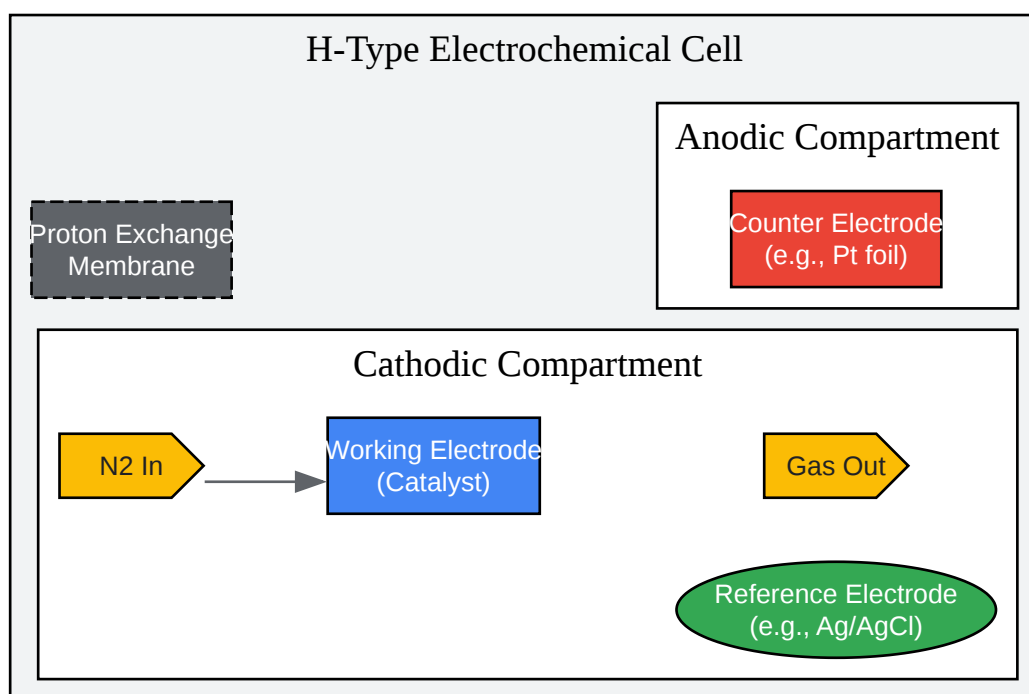 H-Type Electrochemical Cell
Anodic Compartment
Proton Exchange
Membrane
Counter Electrode
(e.g., Pt foil)
Cathodic Compartment
N2 In
Working Electrode
(Catalyst)
Gas Out
Reference Electrode
(e.g., Ag/AgCl)